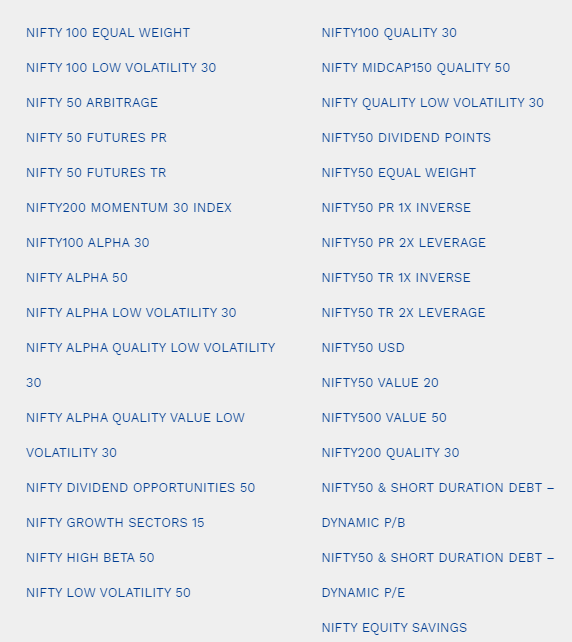 NIFTY 100 EQUAL WEIGHT
NIFTY 100 LOW VOLATILITY 30
NIFTY 50 ARBITRAGE
NIFTY 50 FUTURES PR
NIFTY 50 FUTURES TR
NIFTY200 MOMENTUM 30 INDEX
NIFTY100 ALPHA 30
NIFTY ALPHA 50
NIFTY ALPHA LOW VOLATILITY 30
NIFTY ALPHA QUALITY LOW VOLATILITY
30
NIFTY ALPHA QUALITY VALUE LOW
VOLATILITY 30
NIFTY DIVIDEND OPPORTUNITIES 50
NIFTY GROWTH SECTORS 15
NIFTY HIGH BETA 50
NIFTY LOW VOLATILITY 50
NIFTY100 QUALITY 30
NIFTY MIDCAP150 QUALITY 50
NIFTY QUALITY LOW VOLATILITY 30
NIFTY50 DIVIDEND POINTS
NIFTY50 EQUAL WEIGHT
NIFTY50 PR 1X INVERSE
NIFTY50 PR 2X LEVERAGE
NIFTY50 TR 1X INVERSE
NIFTY50 TR 2X LEVERAGE
NIFTY50 USD
NIFTY50 VALUE 20
NIFTY500 VALUE 50
NIFTY200 QUALITY 30
NIFTY50 & SHORT DURATION DEBT –
DYNAMIC P/B
NIFTY50 & SHORT DURATION DEBT –
DYNAMIC P/E
NIFTY EQUITY SAVINGS